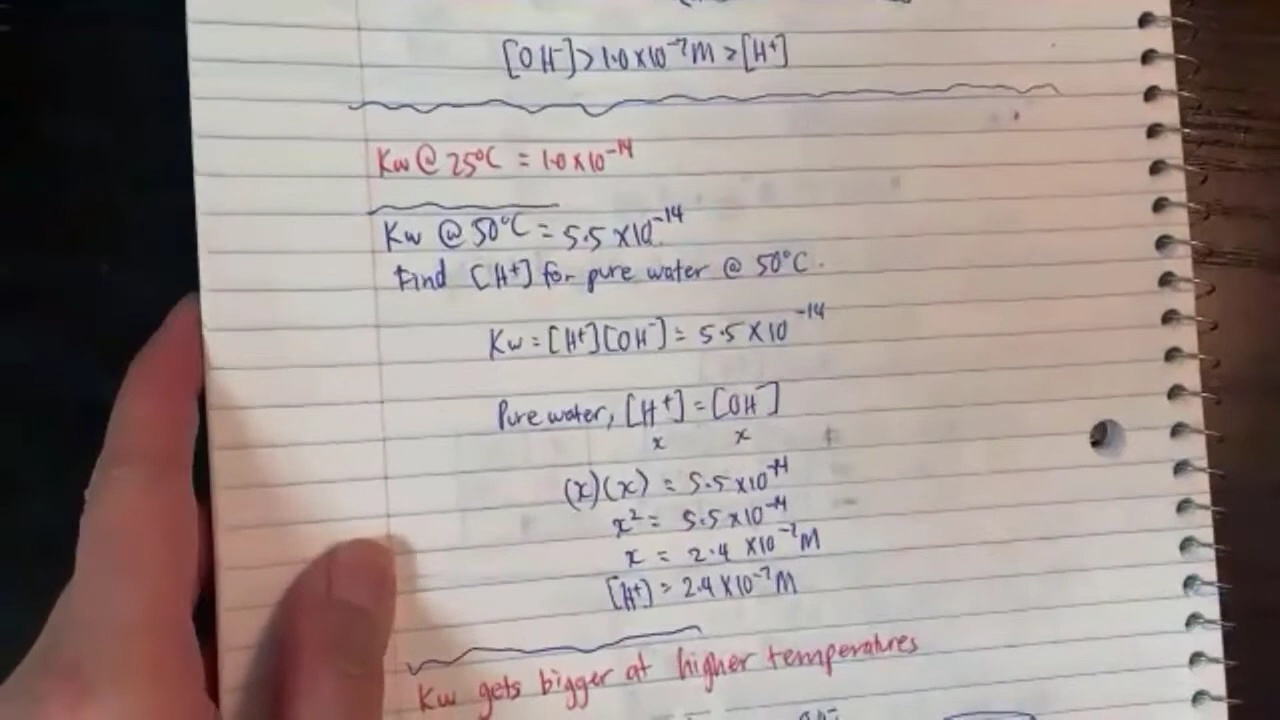 [OH⁻] > 1.0 x 10⁻⁷ M > [H⁺]
Kw @ 25°C = 1.0 x 10⁻¹⁴
Kw @ 50°C = 5.5 x 10⁻¹⁴
Find [H⁺] for pure water @ 50°C.
Kw = [H⁺][OH⁻] = 5.5 x 10⁻¹⁴
Pure water, [H⁺] = [OH⁻]
x x
(x)(x) = 5.5 x 10⁻¹⁴
x² = 5.5 x 10⁻¹⁴
x = 2.4 x 10⁻⁷ M
[H⁺] = 2.4 x 10⁻⁷ M
Kw gets bigger at higher temperatures